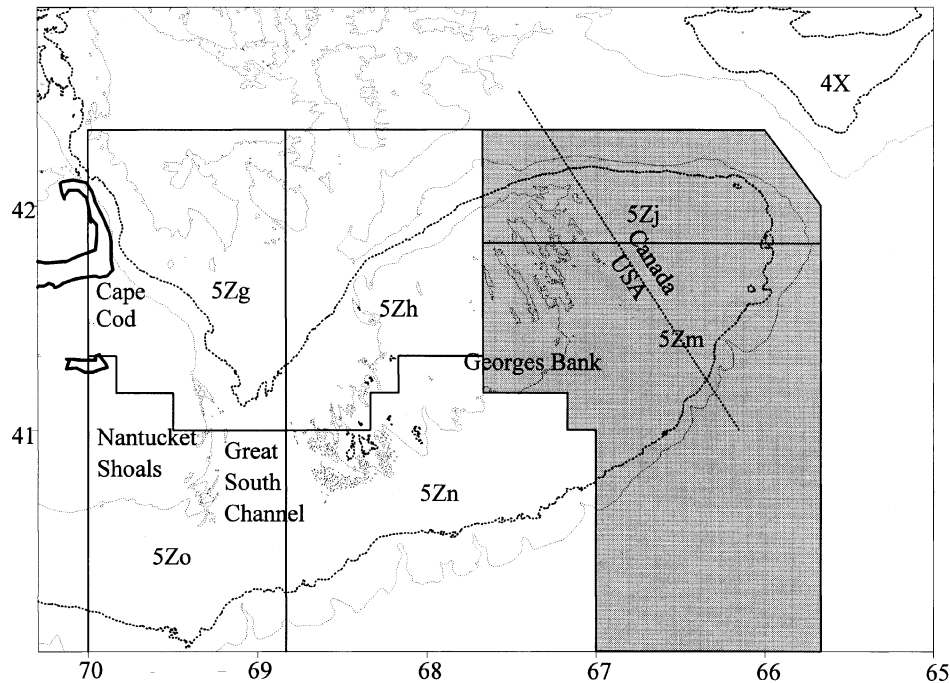 4X
42
5Zj
Canada
USA
Cape
Cod
5Zg
5Zh
5Zm
Georges Bank
41
Nantucket
Shoals
Great
South
Channel
5Zn
5Zo
70
69
68
67
66
65